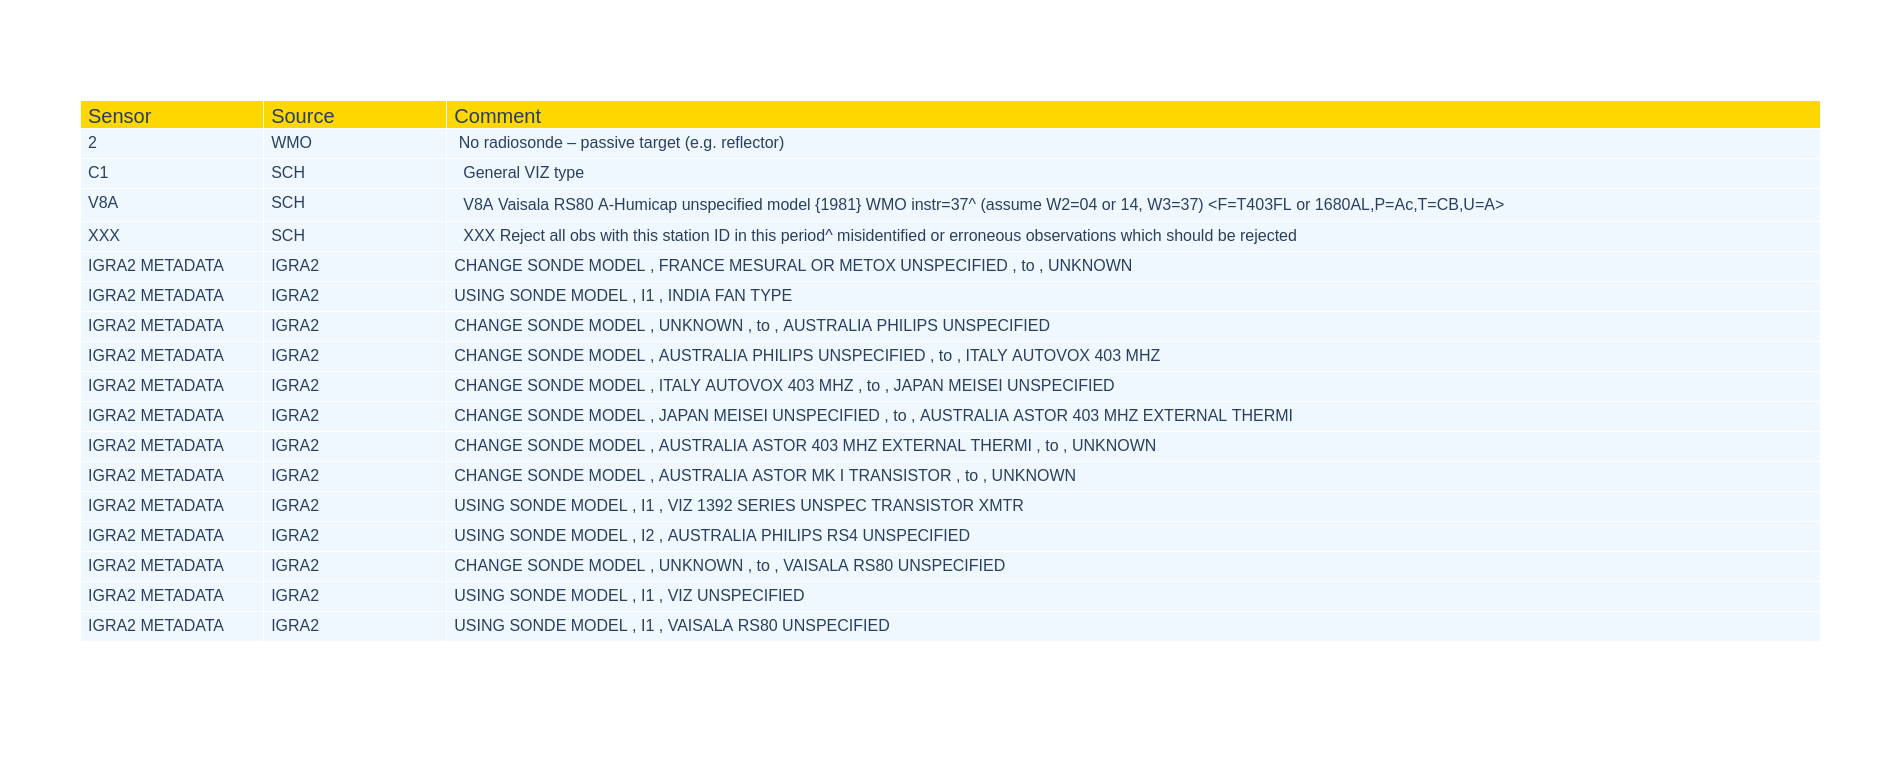 Sensor Source Comment
2 WMO No radiosonde – passive target (e.g. reflector)
C1 SCH General VIZ type
V8A SCH V8A Vaisala RS80 A-Humicap unspecified model {1981} WMO instr=37^ (assume W2=04 or 14, W3=37) <F=T403FL or 1680AL,P=Ac,T=CB,U=A>
XXX SCH XXX Reject all obs with this station ID in this period^ misidentified or erroneous observations which should be rejected
IGRA2 METADATA IGRA2 CHANGE SONDE MODEL , FRANCE MESURAL OR METOX UNSPECIFIED , to , UNKNOWN
IGRA2 METADATA IGRA2 USING SONDE MODEL , I1 , INDIA FAN TYPE
IGRA2 METADATA IGRA2 CHANGE SONDE MODEL , UNKNOWN , to , AUSTRALIA PHILIPS UNSPECIFIED
IGRA2 METADATA IGRA2 CHANGE SONDE MODEL , AUSTRALIA PHILIPS UNSPECIFIED , to , ITALY AUTOVOX 403 MHZ
IGRA2 METADATA IGRA2 CHANGE SONDE MODEL , ITALY AUTOVOX 403 MHZ , to , JAPAN MEISEI UNSPECIFIED
IGRA2 METADATA IGRA2 CHANGE SONDE MODEL , JAPAN MEISEI UNSPECIFIED , to , AUSTRALIA ASTOR 403 MHZ EXTERNAL THERMI
IGRA2 METADATA IGRA2 CHANGE SONDE MODEL , AUSTRALIA ASTOR 403 MHZ EXTERNAL THERMI , to , UNKNOWN
IGRA2 METADATA IGRA2 CHANGE SONDE MODEL , AUSTRALIA ASTOR MK I TRANSISTOR , to , UNKNOWN
IGRA2 METADATA IGRA2 USING SONDE MODEL , I1 , VIZ 1392 SERIES UNSPEC TRANSISTOR XMTR
IGRA2 METADATA IGRA2 USING SONDE MODEL , I2 , AUSTRALIA PHILIPS RS4 UNSPECIFIED
IGRA2 METADATA IGRA2 CHANGE SONDE MODEL , UNKNOWN , to , VAISALA RS80 UNSPECIFIED
IGRA2 METADATA IGRA2 USING SONDE MODEL , I1 , VIZ UNSPECIFIED
IGRA2 METADATA IGRA2 USING SONDE MODEL , I1 , VAISALA RS80 UNSPECIFIED